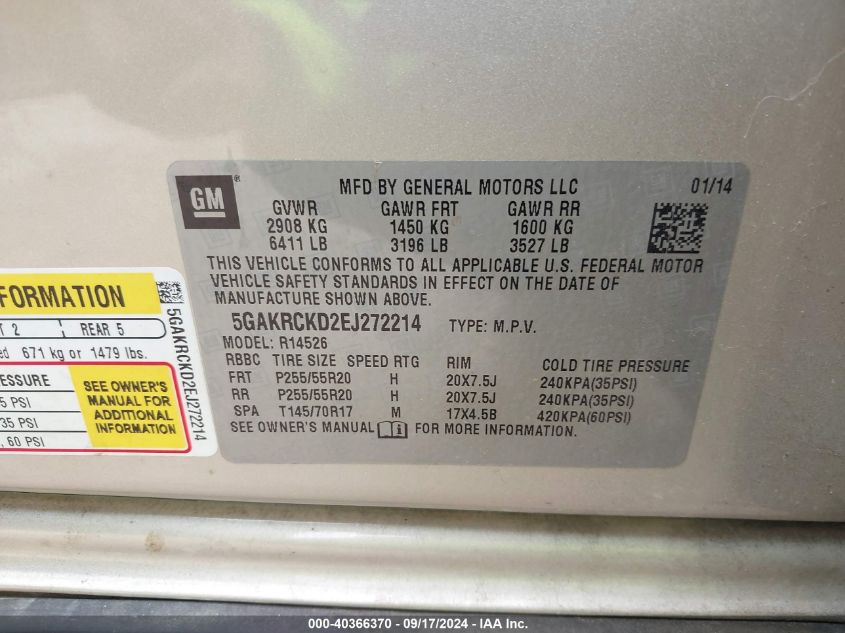 GM ®
MFD BY GENERAL MOTORS LLC 01/14
GVWR GAWR FRT GAWR RR
2908 KG 1450 KG 1600 KG
6411 LB 3196 LB 3527 LB
THIS VEHICLE CONFORMS TO ALL APPLICABLE U.S. FEDERAL MOTOR
VEHICLE SAFETY STANDARDS IN EFFECT ON THE DATE OF
MANUFACTURE SHOWN ABOVE.
5GAKRCKD2EJ272214 TYPE: M.P.V.
MODEL: R14526
RBBC TIRE SIZE SPEED RTG RIM COLD TIRE PRESSURE
FRT P255/55R20 H 20X7.5J 240KPA(35PSI)
RR P255/55R20 H 20X7.5J 240KPA(35PSI)
SPA T145/70R17 M 17X4.5B 420KPA(60PSI)
SEE OWNER'S MANUAL FOR MORE INFORMATION.
FORMATION
2 REAR 5
671 kg or 1479 lbs.
5 PSI
35 PSI
, 60 PSI
SEE OWNER'S
MANUAL FOR
ADDITIONAL
INFORMATION
5GAKRCKD2EJ272214
000-40366370 - 09/17/2024 - IAA Inc.